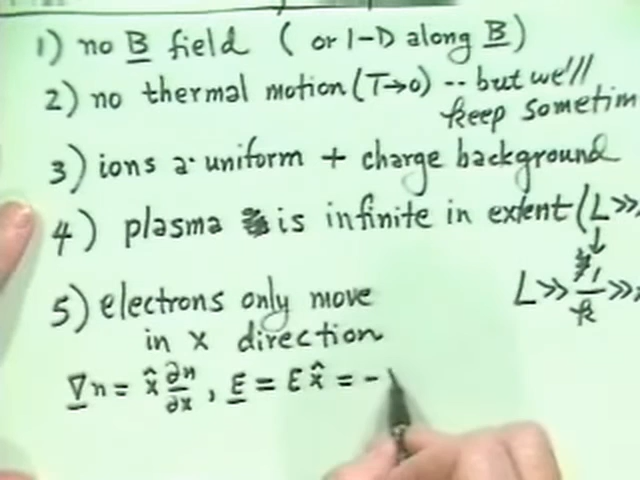 1) no B field ( or 1-D along B)
2) no thermal motion (T→0) -- but we'll
keep sometim
3) ions a· uniform + charge background
4) plasma is infinite in extent (L >>
L >> 1/k >>
5) electrons only move
in x direction
∇n = x̂ ∂n/∂x , E = E x̂ = -